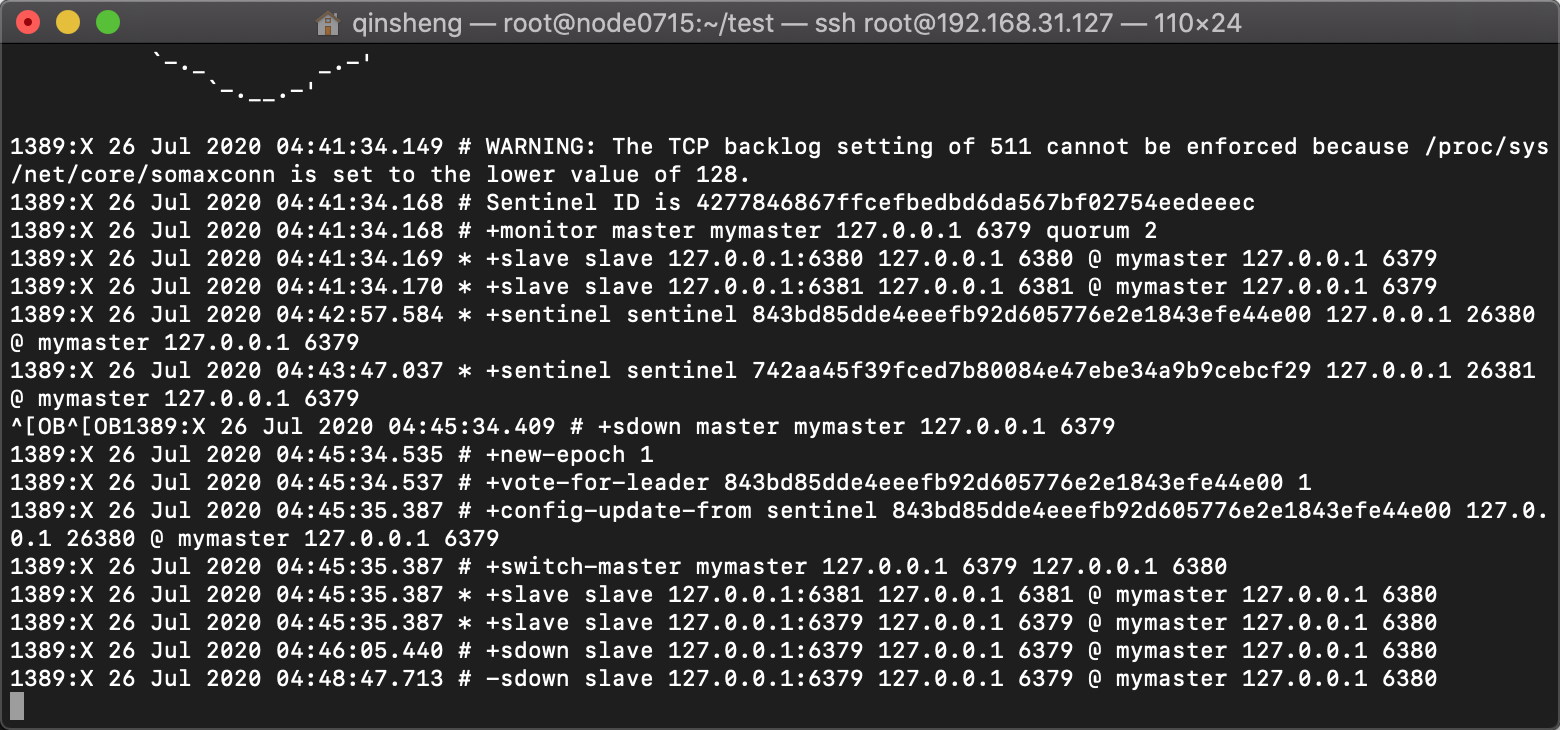 qinsheng — root@node0715:~/test — ssh root@192.168.31.127 — 110×24
`-._        _.-'
`-.__.-'
1389:X 26 Jul 2020 04:41:34.149 # WARNING: The TCP backlog setting of 511 cannot be enforced because /proc/sys
/net/core/somaxconn is set to the lower value of 128.
1389:X 26 Jul 2020 04:41:34.168 # Sentinel ID is 4277846867ffcefbedbd6da567bf02754eedeeec
1389:X 26 Jul 2020 04:41:34.168 # +monitor master mymaster 127.0.0.1 6379 quorum 2
1389:X 26 Jul 2020 04:41:34.169 * +slave slave 127.0.0.1:6380 127.0.0.1 6380 @ mymaster 127.0.0.1 6379
1389:X 26 Jul 2020 04:41:34.170 * +slave slave 127.0.0.1:6381 127.0.0.1 6381 @ mymaster 127.0.0.1 6379
1389:X 26 Jul 2020 04:42:57.584 * +sentinel sentinel 843bd85dde4eeefb92d605776e2e1843efe44e00 127.0.0.1 26380
@ mymaster 127.0.0.1 6379
1389:X 26 Jul 2020 04:43:47.037 * +sentinel sentinel 742aa45f39fced7b80084e47ebe34a9b9cebcf29 127.0.0.1 26381
@ mymaster 127.0.0.1 6379
^[OB^[OB1389:X 26 Jul 2020 04:45:34.409 # +sdown master mymaster 127.0.0.1 6379
1389:X 26 Jul 2020 04:45:34.535 # +new-epoch 1
1389:X 26 Jul 2020 04:45:34.537 # +vote-for-leader 843bd85dde4eeefb92d605776e2e1843efe44e00 1
1389:X 26 Jul 2020 04:45:35.387 # +config-update-from sentinel 843bd85dde4eeefb92d605776e2e1843efe44e00 127.0.
0.1 26380 @ mymaster 127.0.0.1 6379
1389:X 26 Jul 2020 04:45:35.387 # +switch-master mymaster 127.0.0.1 6379 127.0.0.1 6380
1389:X 26 Jul 2020 04:45:35.387 * +slave slave 127.0.0.1:6381 127.0.0.1 6381 @ mymaster 127.0.0.1 6380
1389:X 26 Jul 2020 04:45:35.387 * +slave slave 127.0.0.1:6379 127.0.0.1 6379 @ mymaster 127.0.0.1 6380
1389:X 26 Jul 2020 04:46:05.440 # +sdown slave 127.0.0.1:6379 127.0.0.1 6379 @ mymaster 127.0.0.1 6380
1389:X 26 Jul 2020 04:48:47.713 # -sdown slave 127.0.0.1:6379 127.0.0.1 6379 @ mymaster 127.0.0.1 6380